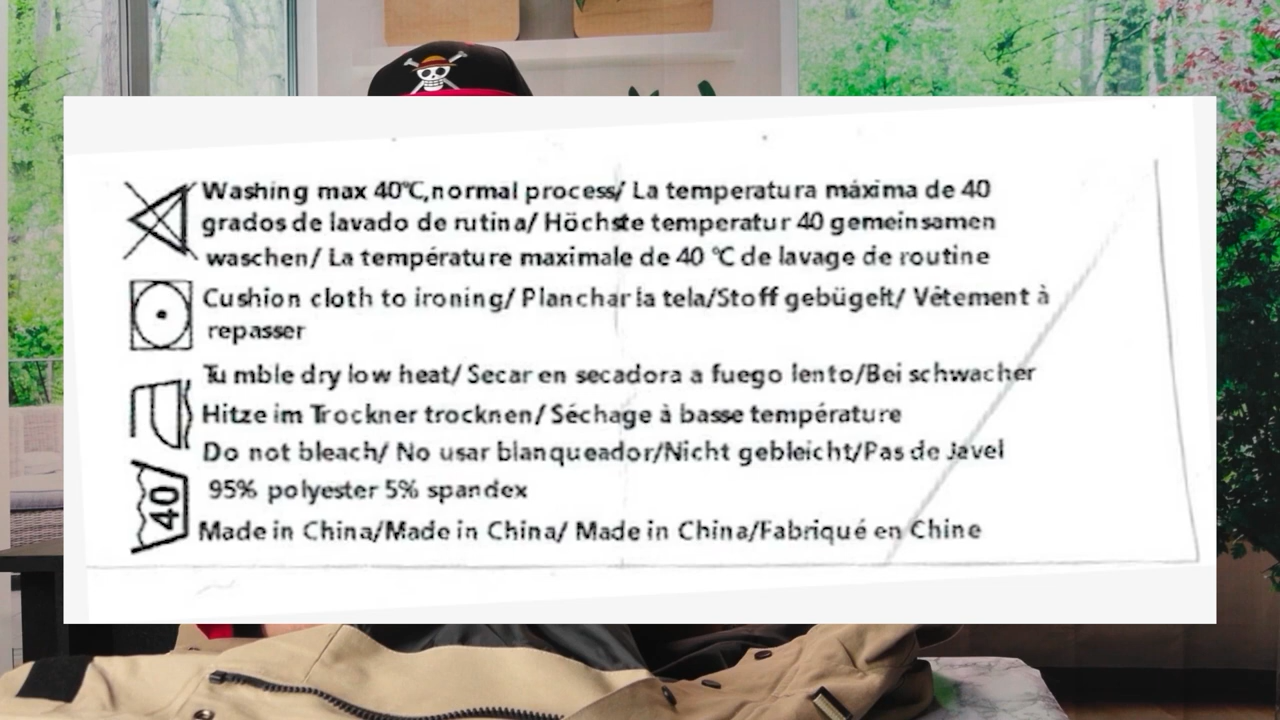 Washing max 40℃,normal process/ La temperatura máxima de 40
grados de lavado de rutina/ Höchste temperatur 40 gemeinsamen
waschen/ La température maximale de 40 ℃ de lavage de routine
Cushion cloth to ironing/ Planchar la tela/Stoff gebügelt/ Vêtement à
repasser
Tumble dry low heat/ Secar en secadora a fuego lento/Bei schwacher
Hitze im Trockner trocknen/ Séchage à basse température
Do not bleach/ No usar blanqueador/Nicht gebleicht/Pas de Javel
95% polyester 5% spandex
40
Made in China/Made in China/ Made in China/Fabriqué en Chine